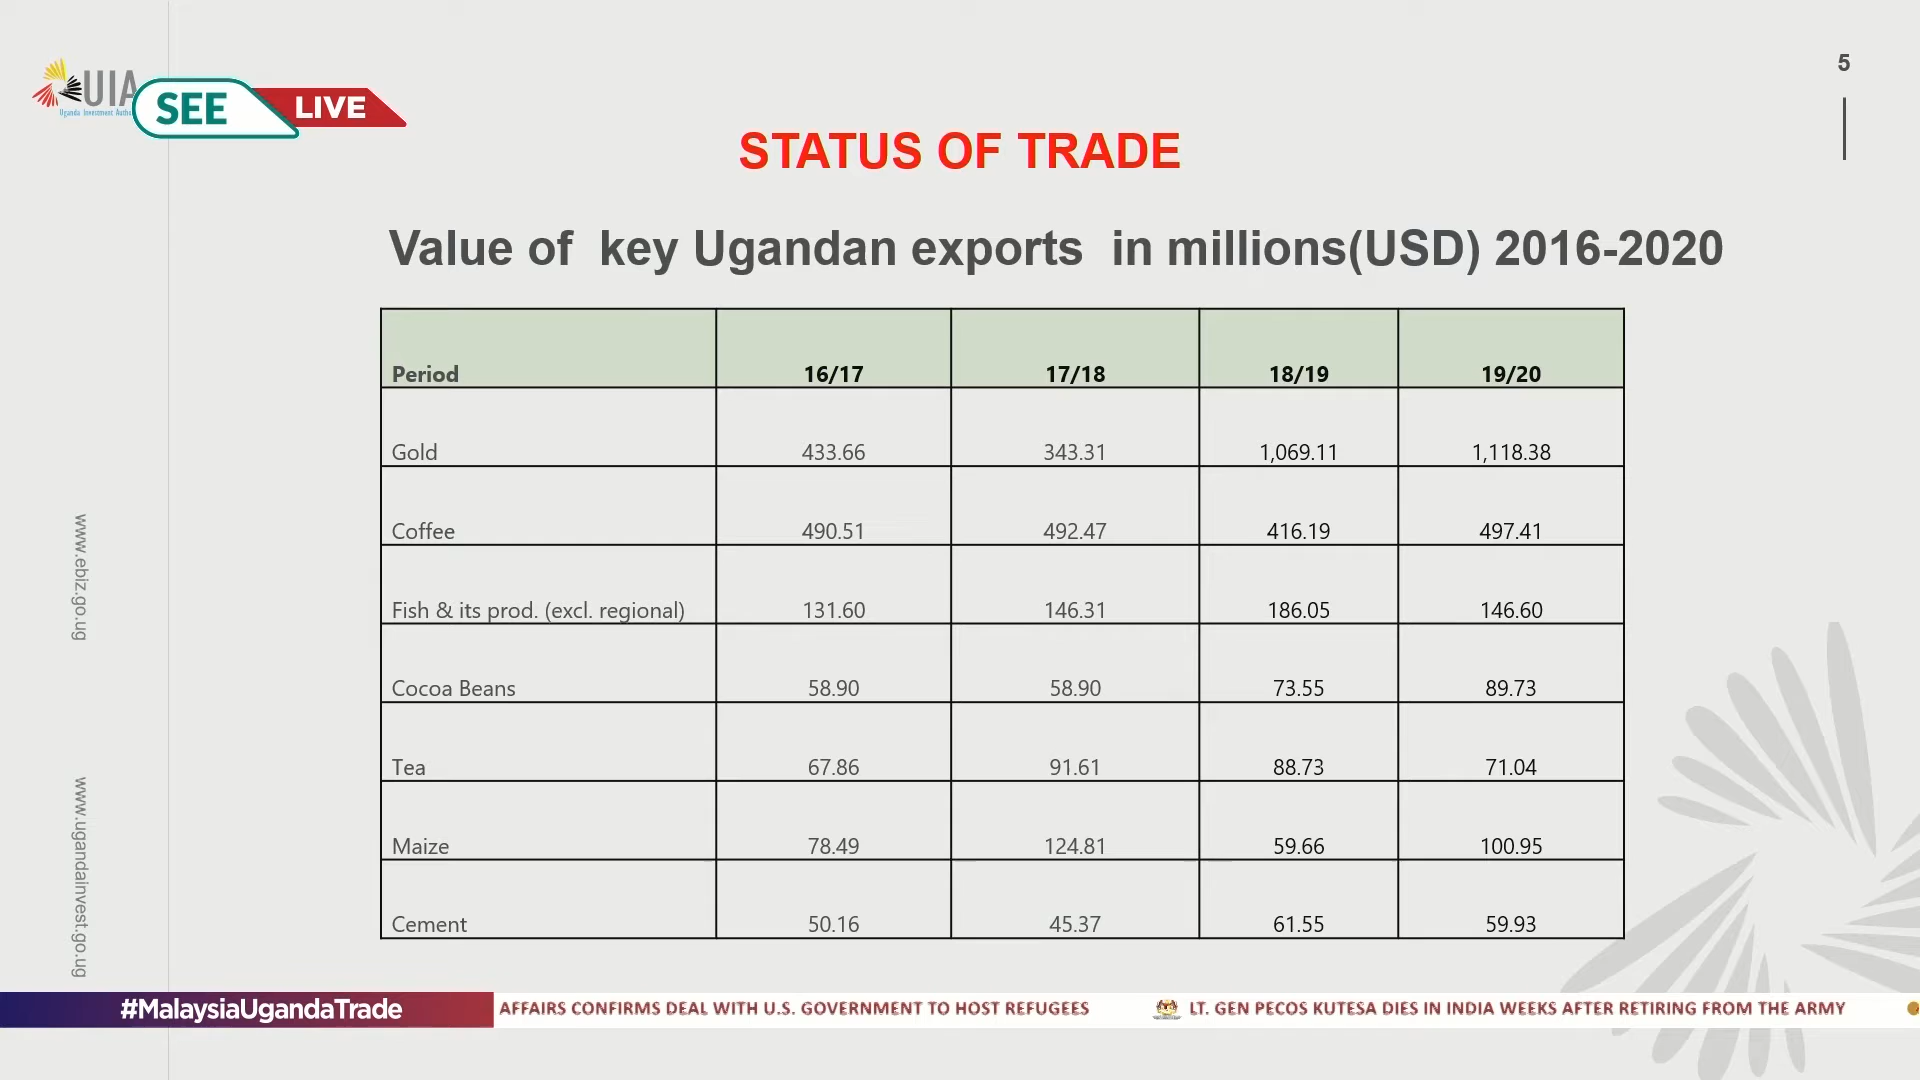 UIA
Uganda Investment Autho
SEE LIVE
5
STATUS OF TRADE
Value of key Ugandan exports in millions(USD) 2016-2020
Period 16/17 17/18 18/19 19/20
Gold 433.66 343.31 1,069.11 1,118.38
Coffee 490.51 492.47 416.19 497.41
Fish & its prod. (excl. regional) 131.60 146.31 186.05 146.60
Cocoa Beans 58.90 58.90 73.55 89.73
Tea 67.86 91.61 88.73 71.04
Maize 78.49 124.81 59.66 100.95
Cement 50.16 45.37 61.55 59.93
www.ebiz.go.ug
www.ugandainvest.go.ug
#MalaysiaUgandaTrade
AFFAIRS CONFIRMS DEAL WITH U.S. GOVERNMENT TO HOST REFUGEES LT. GEN PECOS KUTESA DIES IN INDIA WEEKS AFTER RETIRING FROM THE ARMY